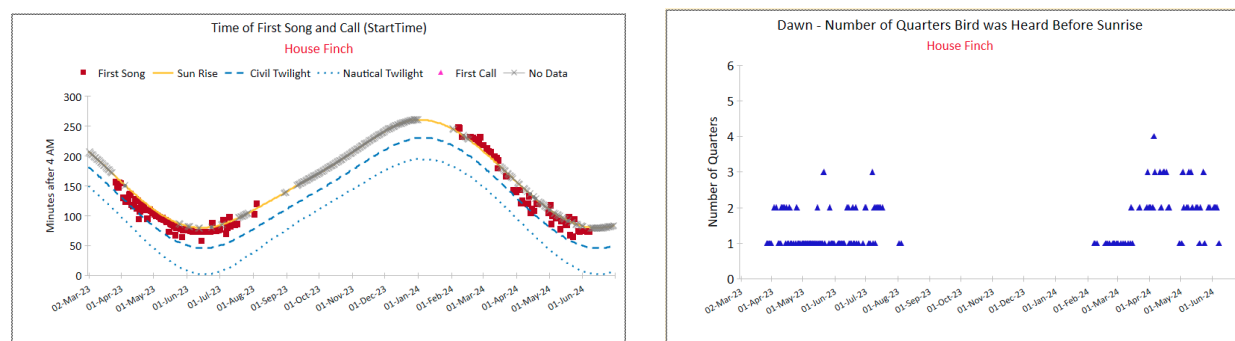 Time of First Song and Call (StartTime)
House Finch
First Song Sun Rise Civil Twilight Nautical Twilight First Call No Data
Minutes after 4 AM
300
250
200
150
100
50
0
02-Mar-23 01-Apr-23 01-May-23 01-Jun-23 01-Jul-23 01-Aug-23 01-Sep-23 01-Oct-23 01-Nov-23 01-Dec-23 01-Jan-24 01-Feb-24 01-Mar-24 01-Apr-24 01-May-24 01-Jun-24
Dawn - Number of Quarters Bird was Heard Before Sunrise
House Finch
Number of Quarters
6
5
4
3
2
1
0
02-Mar-23 01-Apr-23 01-May-23 01-Jun-23 01-Jul-23 01-Aug-23 01-Sep-23 01-Oct-23 01-Nov-23 01-Dec-23 01-Jan-24 01-Feb-24 01-Mar-24 01-Apr-24 01-May-24 01-Jun-24